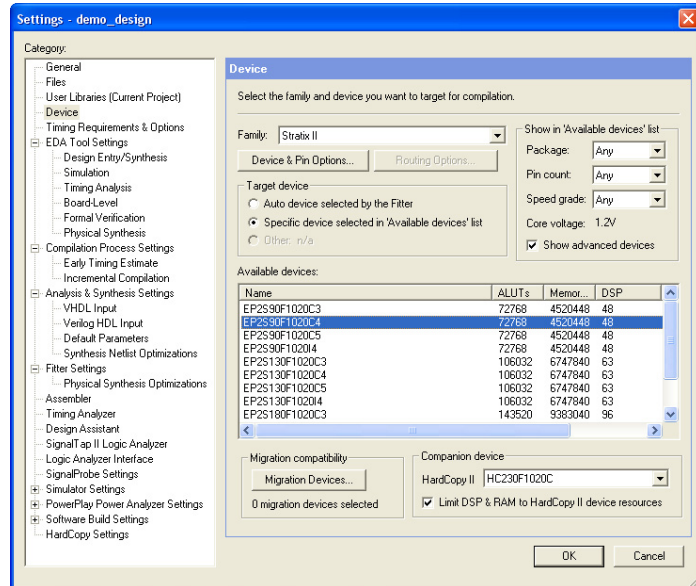 Settings - demo_design
Category:
General
Files
User Libraries (Current Project)
Device
Timing Requirements & Options
EDA Tool Settings
Design Entry/Synthesis
Simulation
Timing Analysis
Board-Level
Formal Verification
Physical Synthesis
Compilation Process Settings
Early Timing Estimate
Incremental Compilation
Analysis & Synthesis Settings
VHDL Input
Verilog HDL Input
Default Parameters
Synthesis Netlist Optimizations
Fitter Settings
Physical Synthesis Optimizations
Assembler
Timing Analyzer
Design Assistant
SignalTap II Logic Analyzer
Logic Analyzer Interface
SignalProbe Settings
Simulator Settings
PowerPlay Power Analyzer Settings
Software Build Settings
HardCopy Settings
Device
Select the family and device you want to target for compilation.
Family: Stratix II
Device & Pin Options... Routing Options...
Target device
Auto device selected by the Fitter
Specific device selected in 'Available devices' list
Other: n/a
Show in 'Available devices' list
Package: Any
Pin count: Any
Speed grade: Any
Core voltage: 1.2V
Show advanced devices
Available devices:
Name ALUTs Memor... DSP
EP2S90F1020C3 72768 4520448 48
EP2S90F1020C4 72768 4520448 48
EP2S90F1020C5 72768 4520448 48
EP2S90F1020I4 72768 4520448 48
EP2S130F1020C3 106032 6747840 63
EP2S130F1020C4 106032 6747840 63
EP2S130F1020C5 106032 6747840 63
EP2S130F1020I4 106032 6747840 63
EP2S180F1020C3 143520 9383040 96
Migration compatibility
Migration Devices...
0 migration devices selected
Companion device
HardCopy II HC230F1020C
Limit DSP & RAM to HardCopy II device resources
OK Cancel